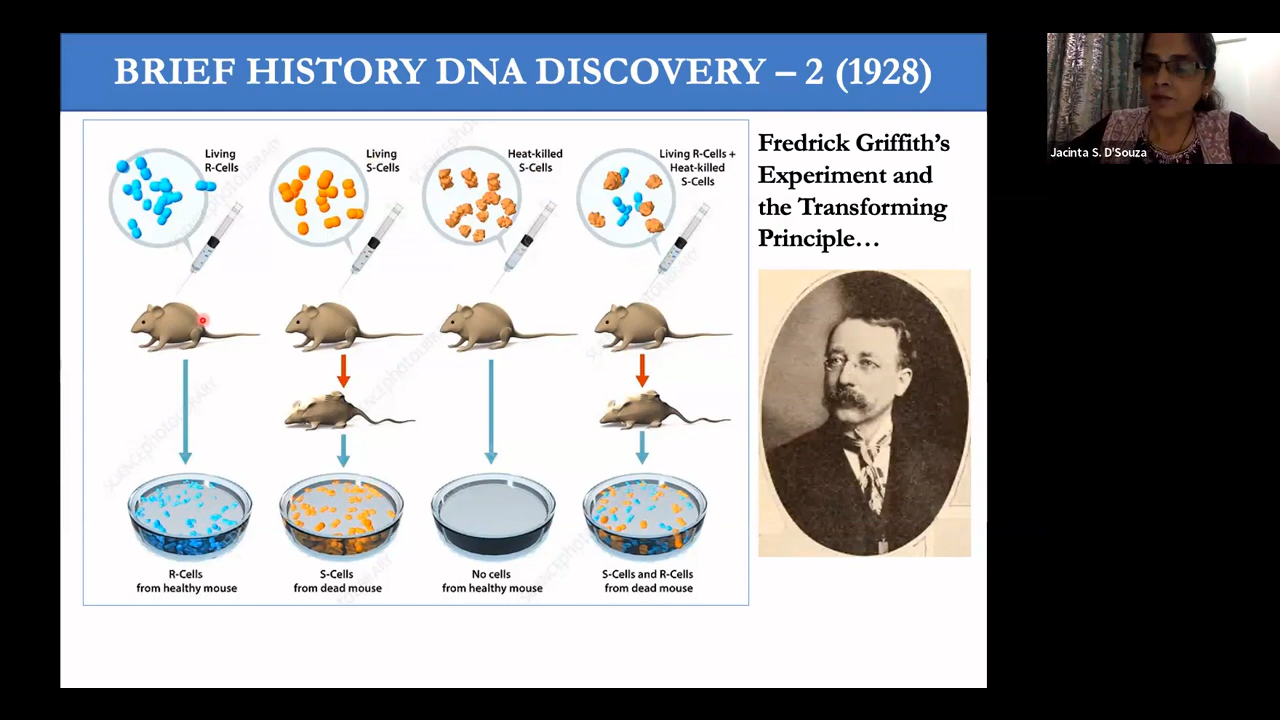 BRIEF HISTORY DNA DISCOVERY – 2 (1928)
Living
R-Cells
Living
S-Cells
Heat-killed
S-Cells
Living R-Cells +
Heat-killed
S-Cells
Fredrick Griffith's
Experiment and
the Transforming
Principle…
Jacinta S. D'Souza
R-Cells
from healthy mouse
S-Cells
from dead mouse
No cells
from healthy mouse
S-Cells and R-Cells
from dead mouse